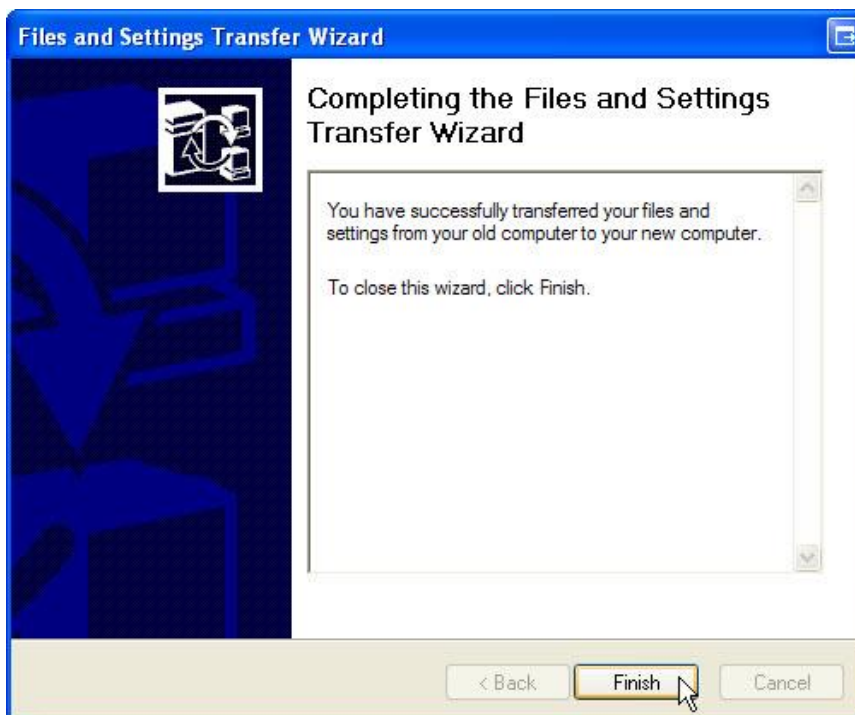 Files and Settings Transfer Wizard
Completing the Files and Settings
Transfer Wizard
You have successfully transferred your files and
settings from your old computer to your new computer.
To close this wizard, click Finish.
< Back Finish Cancel